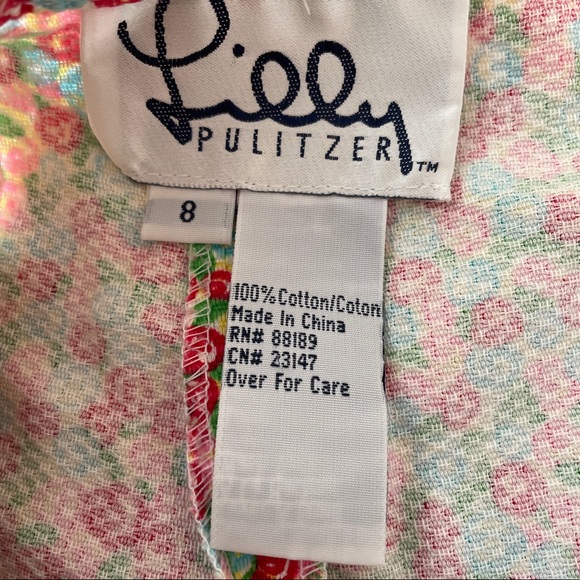 Lilly
PULITZER™
8
100% Cotton/Coton
Made In China
RN# 88189
CN# 23147
Over For Care